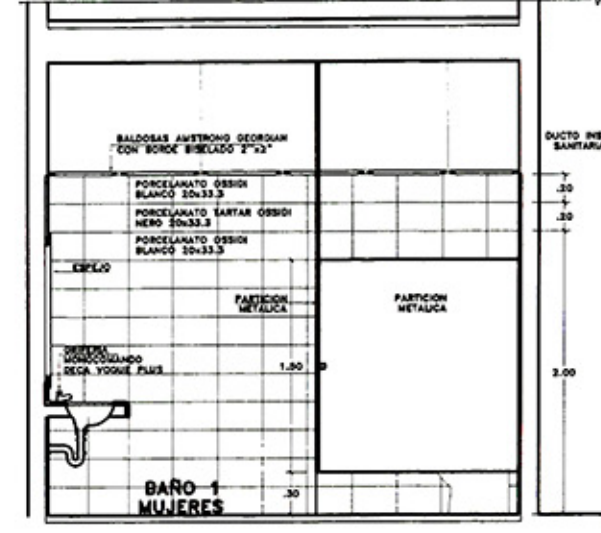 BALDOSAS AMSTRONG GEORGIAN
CON BORDE BISELADO 2"x2"
DUCTO INS
SANITARIA
PORCELANATO OSSIDI
BLANCO 20x33.3
.20
PORCELANATO TARTAR OSSIDI
NERO 20x33.3
.20
PORCELANATO OSSIDI
BLANCO 20x33.3
ESPEJO
PARTICION
METALICA
PARTICION
METALICA
GRIFERIA
MONOCOMANDO
DECA VOGUE PLUS
1.50
2.00
BAÑO 1
MUJERES
.30